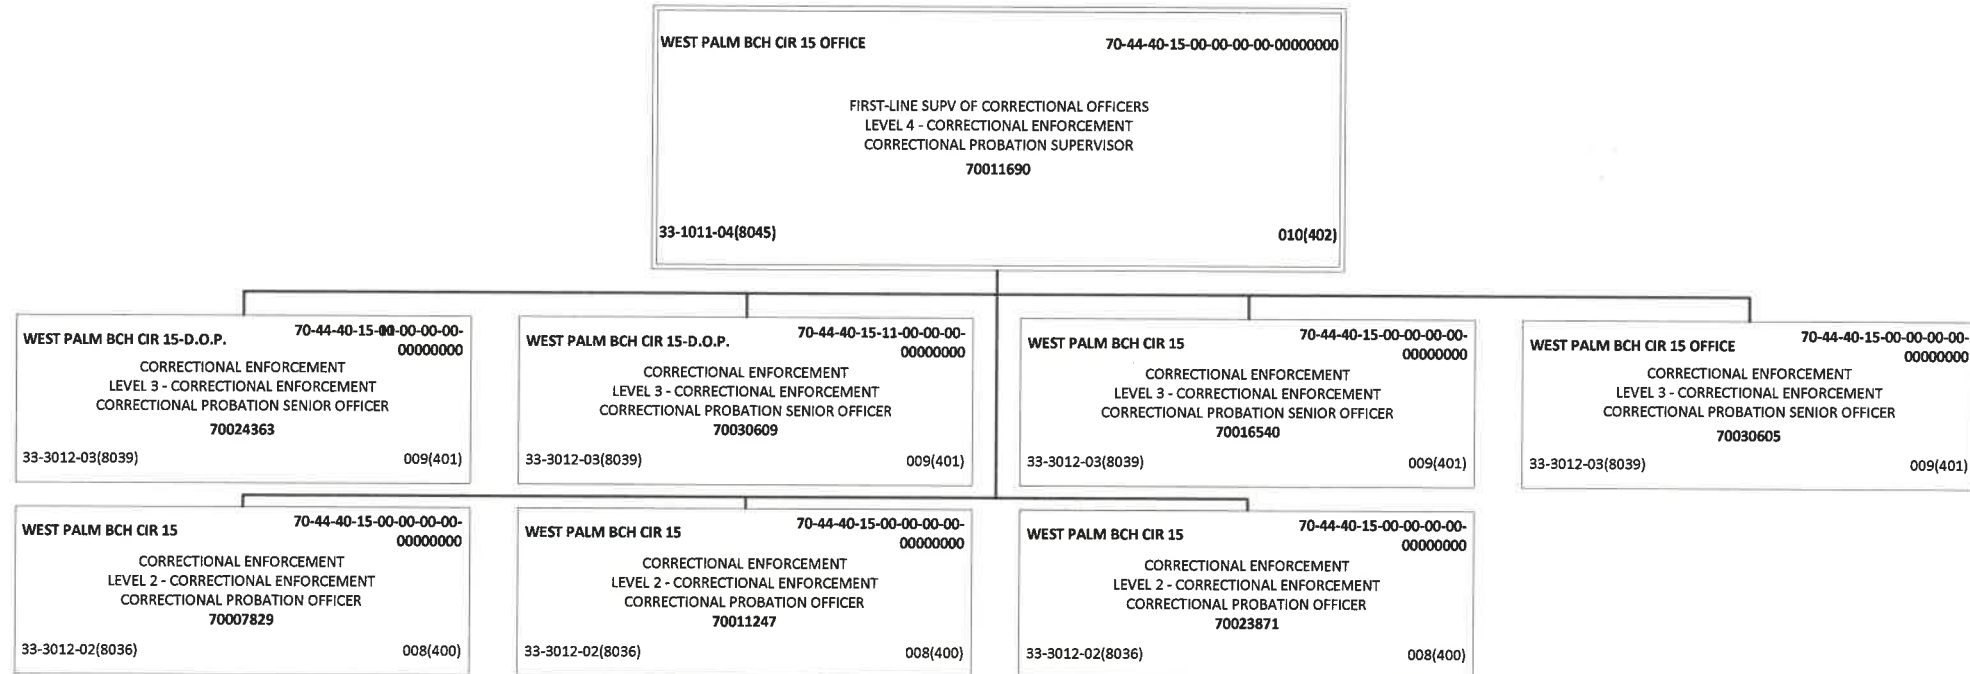 WEST PALM BCH CIR 15 OFFICE 70-44-40-15-00-00-00-00-00000000
FIRST-LINE SUPV OF CORRECTIONAL OFFICERS
LEVEL 4 - CORRECTIONAL ENFORCEMENT
CORRECTIONAL PROBATION SUPERVISOR
70011690
33-1011-04(8045) 010(402)
WEST PALM BCH CIR 15-D.O.P. 70-44-40-15-
-00-00-00-
00000000
CORRECTIONAL ENFORCEMENT
LEVEL 3 - CORRECTIONAL ENFORCEMENT
CORRECTIONAL PROBATION SENIOR OFFICER
70024363
33-3012-03(8039) 009(401)
WEST PALM BCH CIR 15-D.O.P. 70-44-40-15-11-00-00-00-
00000000
CORRECTIONAL ENFORCEMENT
LEVEL 3 - CORRECTIONAL ENFORCEMENT
CORRECTIONAL PROBATION SENIOR OFFICER
70030609
33-3012-03(8039) 009(401)
WEST PALM BCH CIR 15 70-44-40-15-00-00-00-00-
00000000
CORRECTIONAL ENFORCEMENT
LEVEL 3 - CORRECTIONAL ENFORCEMENT
CORRECTIONAL PROBATION SENIOR OFFICER
70016540
33-3012-03(8039) 009(401)
WEST PALM BCH CIR 15 OFFICE 70-44-40-15-00-00-00-00-
00000000
CORRECTIONAL ENFORCEMENT
LEVEL 3 - CORRECTIONAL ENFORCEMENT
CORRECTIONAL PROBATION SENIOR OFFICER
70030605
33-3012-03(8039) 009(401)
WEST PALM BCH CIR 15 70-44-40-15-00-00-00-00-
00000000
CORRECTIONAL ENFORCEMENT
LEVEL 2 - CORRECTIONAL ENFORCEMENT
CORRECTIONAL PROBATION OFFICER
70007829
33-3012-02(8036) 008(400)
WEST PALM BCH CIR 15 70-44-40-15-00-00-00-00-
00000000
CORRECTIONAL ENFORCEMENT
LEVEL 2 - CORRECTIONAL ENFORCEMENT
CORRECTIONAL PROBATION OFFICER
70011247
33-3012-02(8036) 008(400)
WEST PALM BCH CIR 15 70-44-40-15-00-00-00-00-
00000000
CORRECTIONAL ENFORCEMENT
LEVEL 2 - CORRECTIONAL ENFORCEMENT
CORRECTIONAL PROBATION OFFICER
70023871
33-3012-02(8036) 008(400)